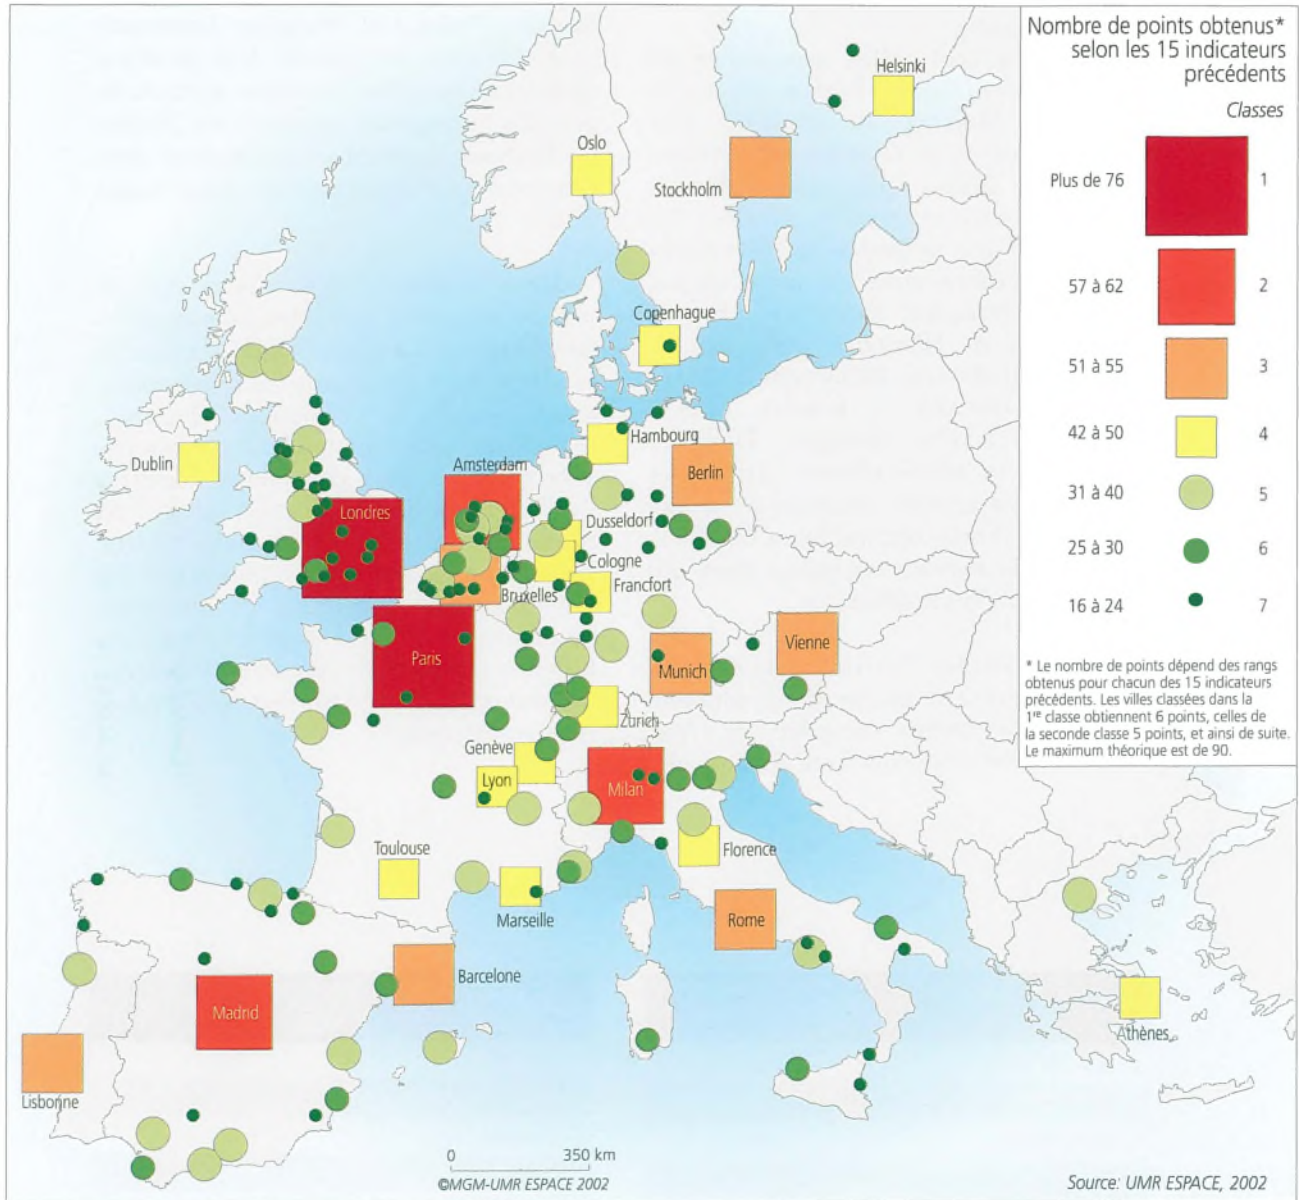 Nombre de points obtenus*
selon les 15 indicateurs
précédents
Classes
Plus de 76
1
57 à 62
2
51 à 55
3
42 à 50
4
31 à 40
5
25 à 30
6
16 à 24
7
* Le nombre de points dépend des rangs
obtenus pour chacun des 15 indicateurs
précédents. Les villes classées dans la
1re classe obtiennent 6 points, celles de
la seconde classe 5 points, et ainsi de suite.
Le maximum théorique est de 90.
Helsinki
Oslo
Stockholm
Copenhague
Hambourg
Dublin
Amsterdam
Berlin
Londres
Dusseldorf
Cologne
Francfort
Bruxelles
Paris
Munich
Vienne
Zurich
Genève
Lyon
Milan
Toulouse
Florence
Marseille
Rome
Barcelone
Madrid
Athènes
Lisbonne
0
350 km
©MGM-UMR ESPACE 2002
Source: UMR ESPACE, 2002